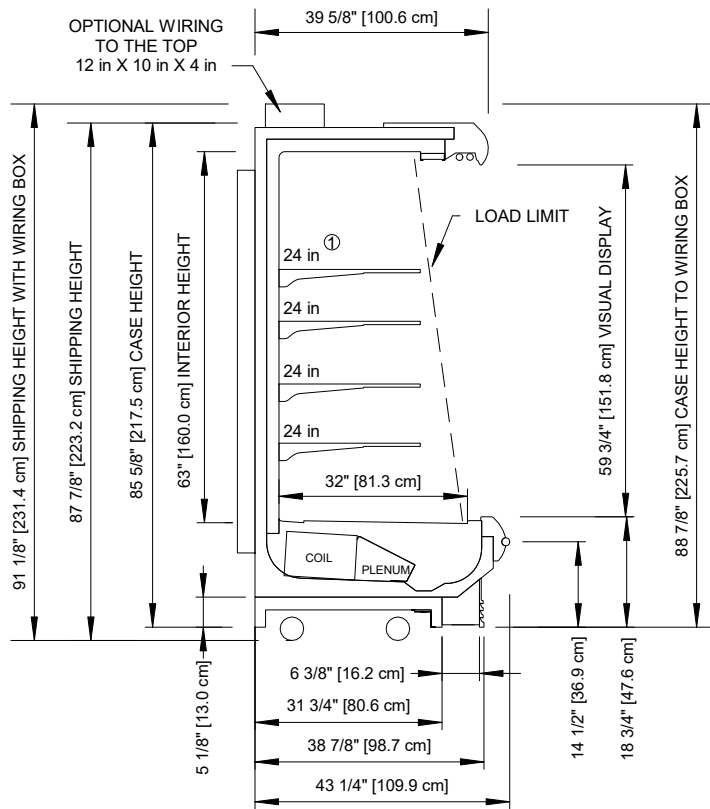 39 5/8" [100.6 cm]
OPTIONAL WIRING
TO THE TOP
12 in X 10 in X 4 in
91 1/8" [231.4 cm] SHIPPING HEIGHT WITH WIRING BOX
87 7/8" [223.2 cm] SHIPPING HEIGHT
85 5/8" [217.5 cm] CASE HEIGHT
63" [160.0 cm] INTERIOR HEIGHT
①
LOAD LIMIT
24 in
24 in
24 in
24 in
59 3/4" [151.8 cm] VISUAL DISPLAY
88 7/8" [225.7 cm] CASE HEIGHT TO WIRING BOX
32" [81.3 cm]
COIL
PLENUM
5 1/8" [13.0 cm]
6 3/8" [16.2 cm]
31 3/4" [80.6 cm]
38 7/8" [98.7 cm]
43 1/4" [109.9 cm]
14 1/2" [36.9 cm]
18 3/4" [47.6 cm]